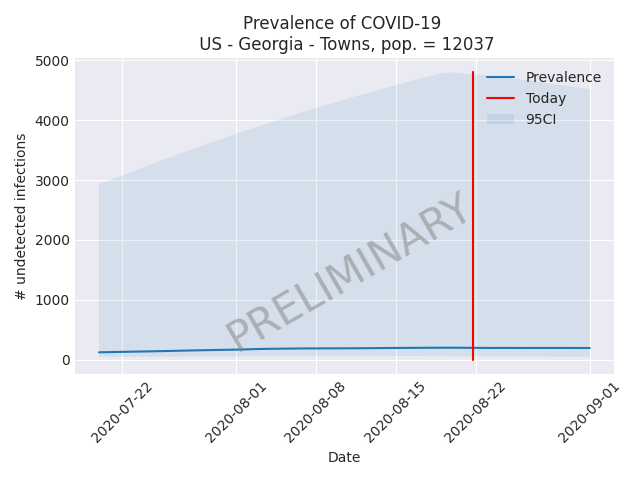 Prevalence of COVID-19
US - Georgia - Towns, pop. = 12037
5000
4000
3000
2000
1000
0
# undetected infections
Prevalence
Today
95CI
PRELIMINARY
2020-07-22
2020-08-01
2020-08-08
2020-08-15
2020-08-22
2020-09-01
Date